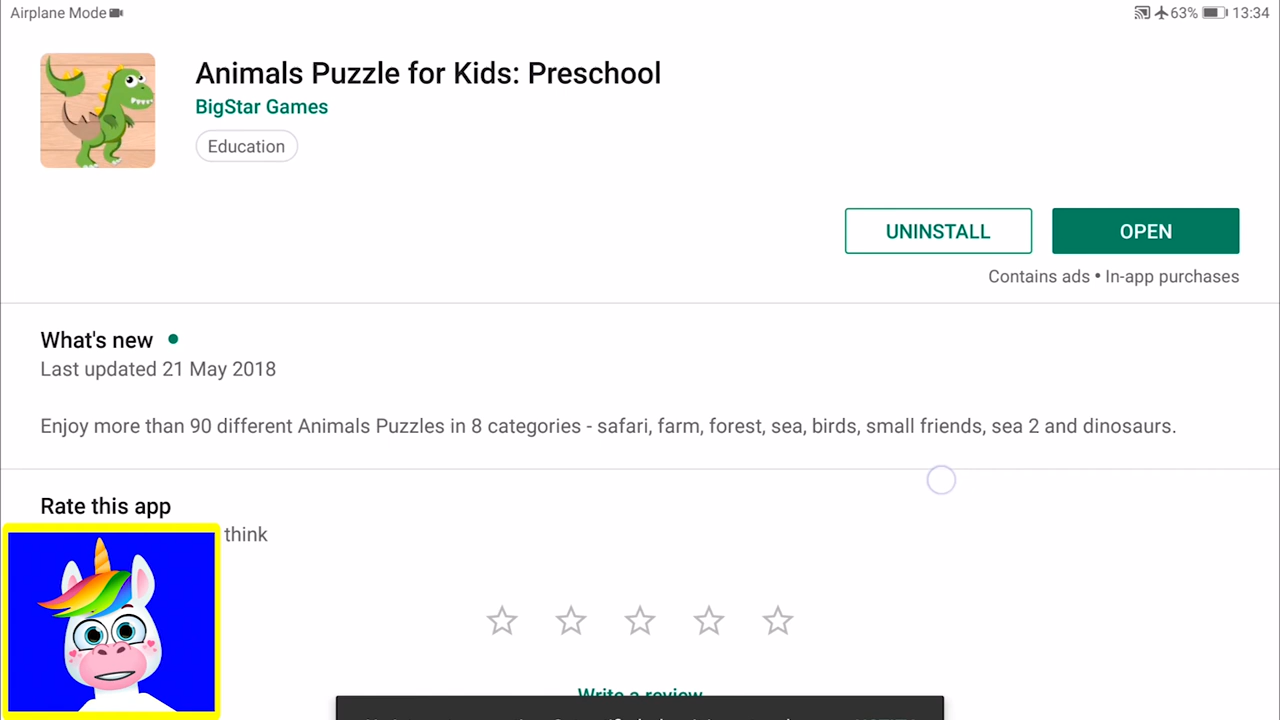 Airplane Mode
63% 13:34
Animals Puzzle for Kids: Preschool
BigStar Games
Education
UNINSTALL
OPEN
Contains ads • In-app purchases
What's new
Last updated 21 May 2018
Enjoy more than 90 different Animals Puzzles in 8 categories - safari, farm, forest, sea, birds, small friends, sea 2 and dinosaurs.
Rate this app
think
Write a review